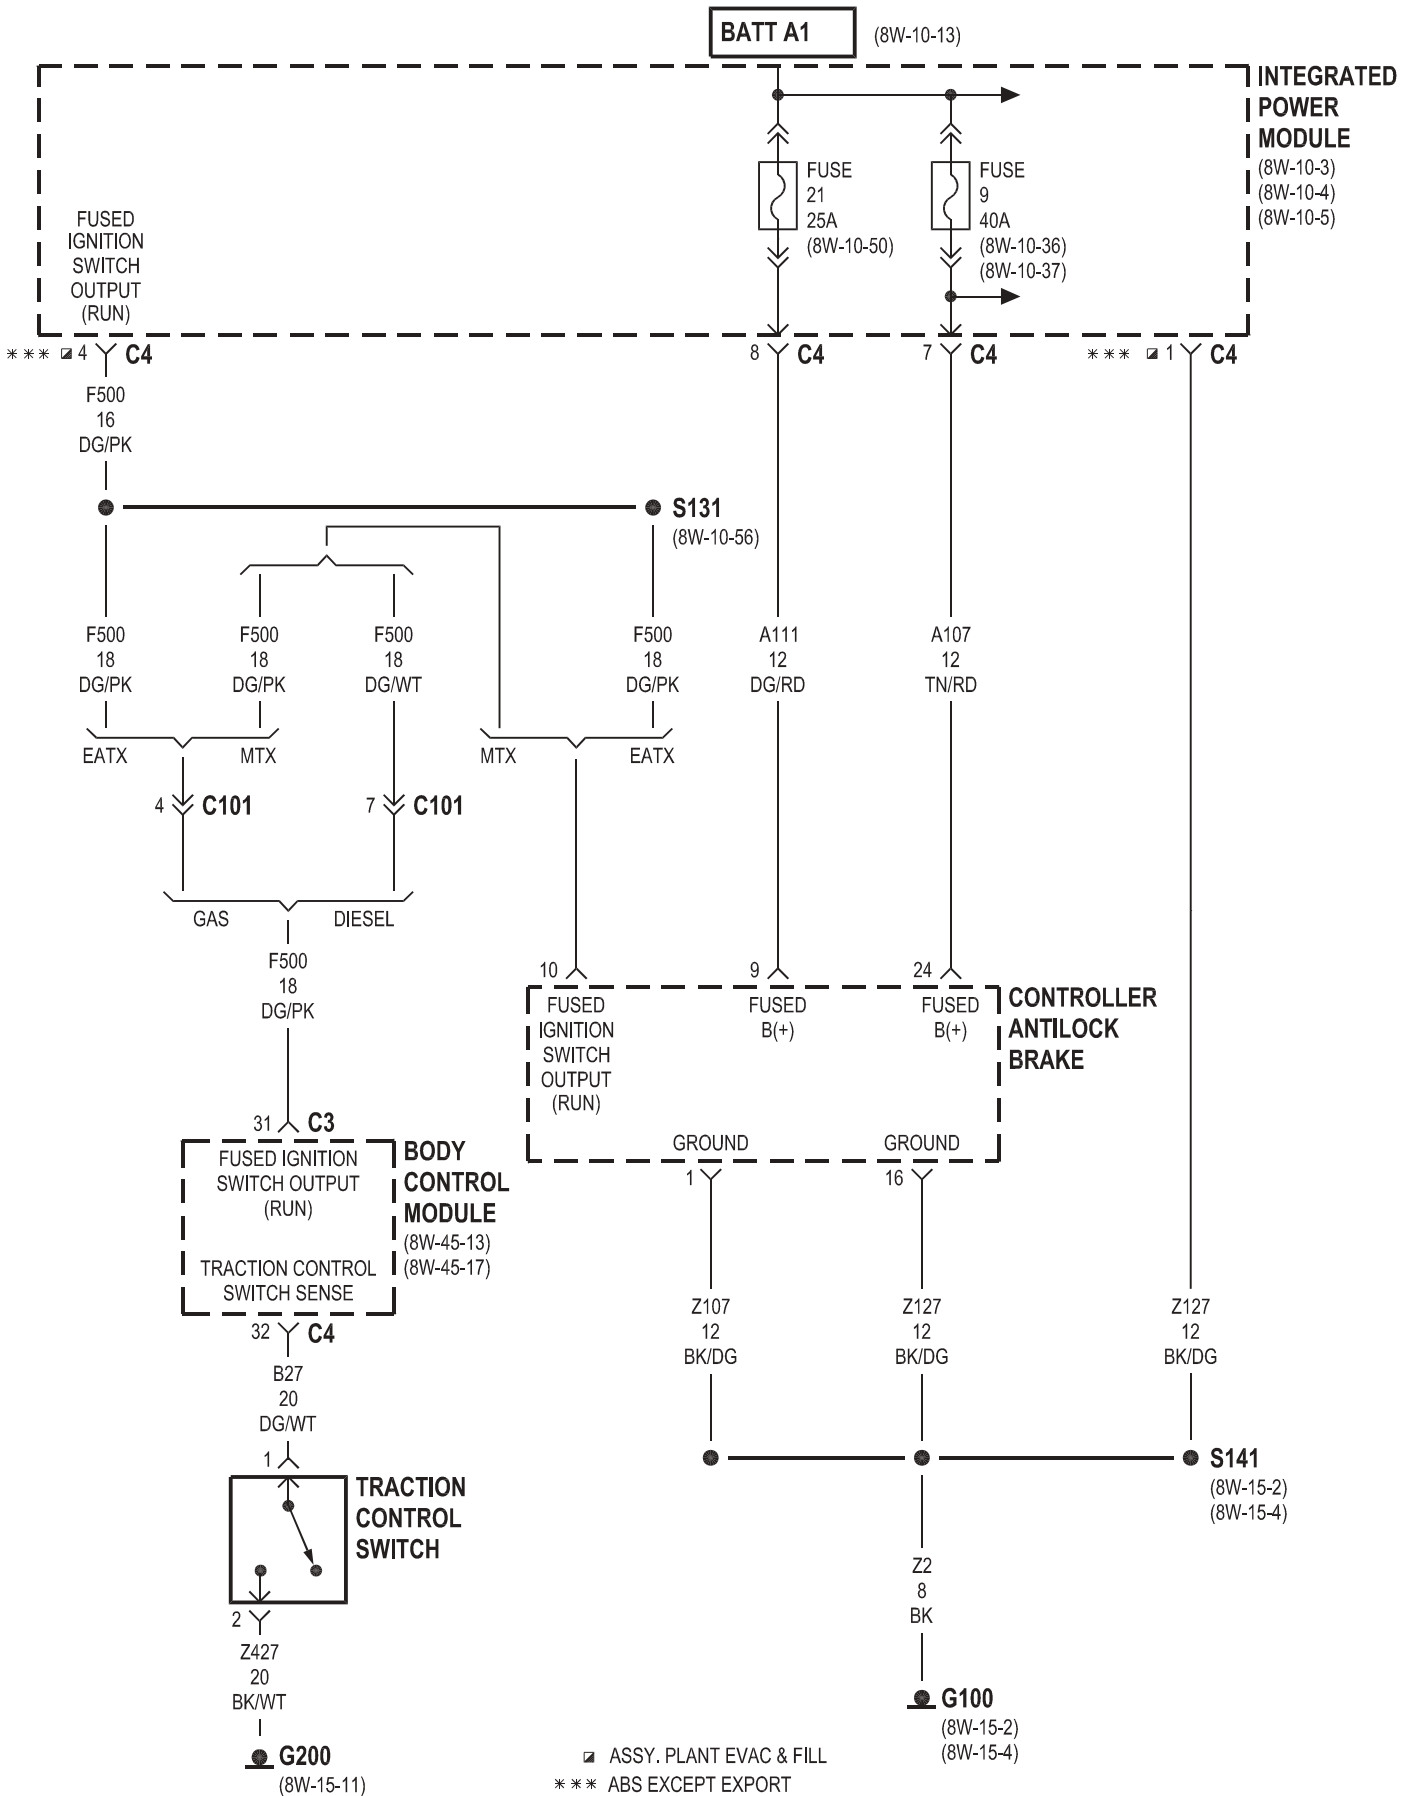 BATT A1 (8W-10-13)
INTEGRATED
POWER
MODULE
(8W-10-3)
(8W-10-4)
(8W-10-5)
FUSE
21
25A
(8W-10-50)
FUSE
9
40A
(8W-10-36)
(8W-10-37)
FUSED
IGNITION
SWITCH
OUTPUT
(RUN)
*** 4 C4
8 C4
7 C4
*** 1 C4
F500
16
DG/PK
S131
(8W-10-56)
F500
18
DG/PK
F500
18
DG/PK
F500
18
DG/WT
F500
18
DG/PK
A111
12
DG/RD
A107
12
TN/RD
EATX MTX
MTX EATX
4 C101
7 C101
GAS DIESEL
F500
18
DG/PK
10
9
24
FUSED
IGNITION
SWITCH
OUTPUT
(RUN)
FUSED
B(+)
FUSED
B(+)
CONTROLLER
ANTILOCK
BRAKE
GROUND
GROUND
1
16
31 C3
FUSED IGNITION
SWITCH OUTPUT
(RUN)
BODY
CONTROL
MODULE
(8W-45-13)
(8W-45-17)
TRACTION CONTROL
SWITCH SENSE
32 C4
B27
20
DG/WT
Z107
12
BK/DG
Z127
12
BK/DG
Z127
12
BK/DG
1
TRACTION
CONTROL
SWITCH
S141
(8W-15-2)
(8W-15-4)
2
Z427
20
BK/WT
Z2
8
BK
G100
(8W-15-2)
(8W-15-4)
G200
(8W-15-11)
ASSY. PLANT EVAC & FILL
*** ABS EXCEPT EXPORT